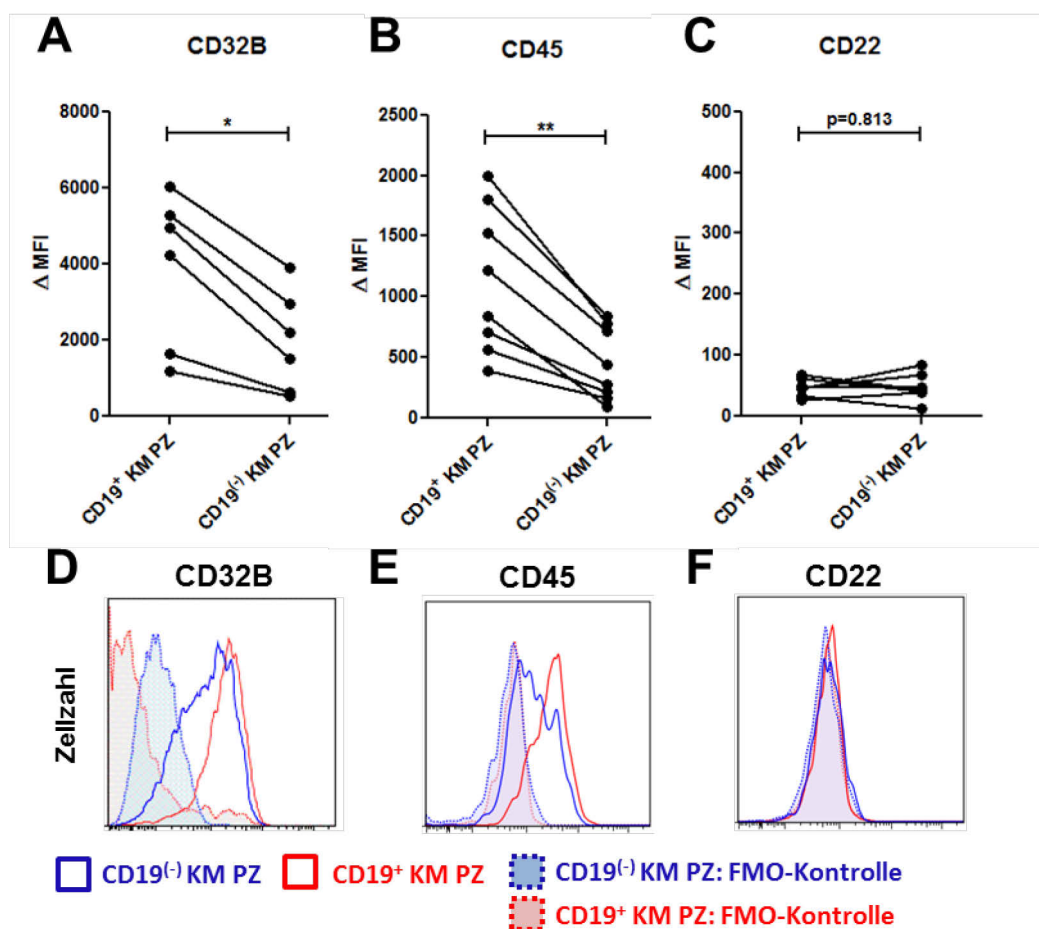 A
CD32B
Δ MFI
8000
6000
4000
2000
0
*
CD19+ KM PZ
CD19(-) KM PZ
B
CD45
Δ MFI
2500
2000
1500
1000
500
0
**
CD19+ KM PZ
CD19(-) KM PZ
C
CD22
Δ MFI
500
400
300
200
100
0
p=0.813
CD19+ KM PZ
CD19(-) KM PZ
D
CD32B
Zellzahl
E
CD45
F
CD22
CD19(-) KM PZ
CD19+ KM PZ
CD19(-) KM PZ: FMO-Kontrolle
CD19+ KM PZ: FMO-Kontrolle